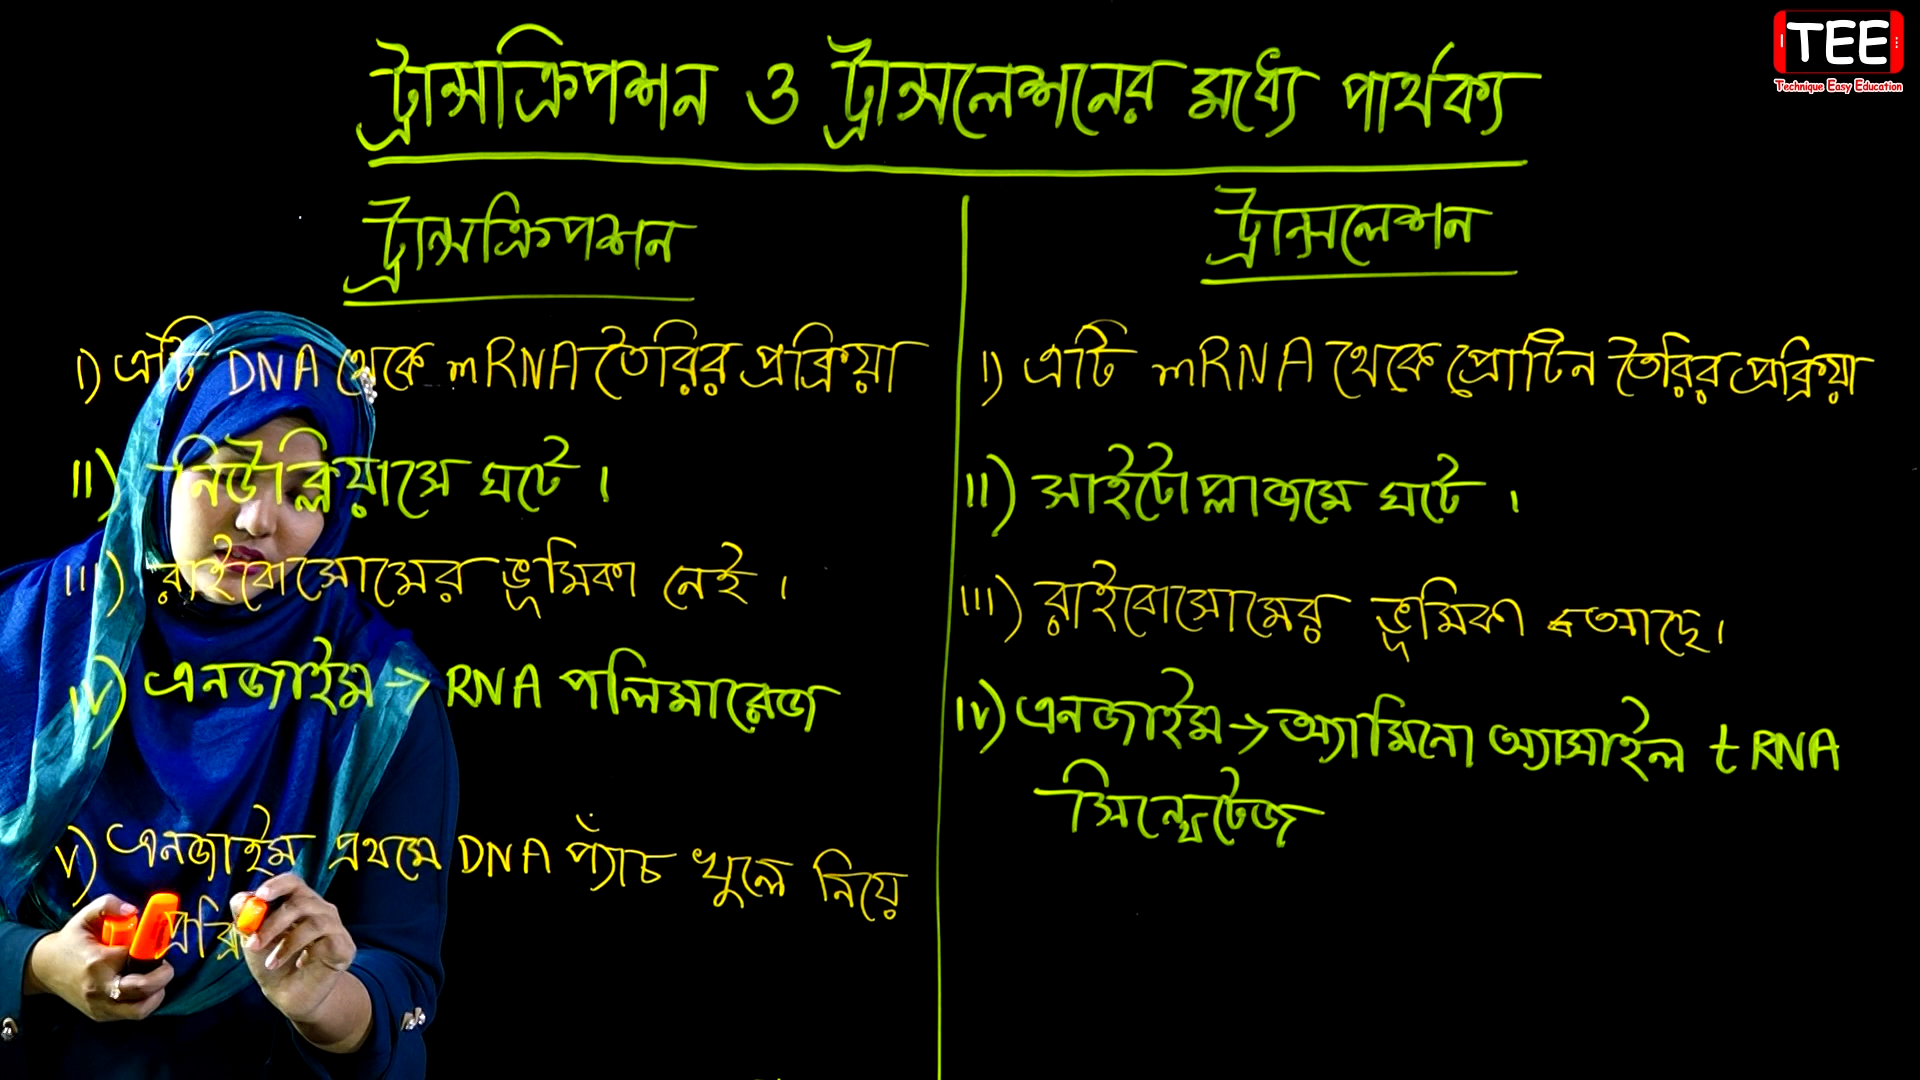 TEE
Technique Easy Education
ট্রান্সক্রিপশন ও ট্রান্সলেশনের মধ্যে পার্থক্য
ট্রান্সক্রিপশন
I) এটি DNA থেকে mRNA তৈরির প্রক্রিয়া
II) নিউক্লিয়াসে ঘটে।
III) রাইবোসোমের ভূমিকা নেই।
IV) এনজাইম → RNA পলিমারেজ
V) এনজাইম প্রথমে DNA প্যাঁচ খুলে নিয়ে
ট্রান্সলেশন
I) এটি mRNA থেকে প্রোটিন তৈরির প্রক্রিয়া
II) সাইটোপ্লাজমে ঘটে।
III) রাইবোসোমের ভূমিকা আছে।
IV) এনজাইম → অ্যামিনো অ্যাসাইল tRNA
সিন্থেটেজ